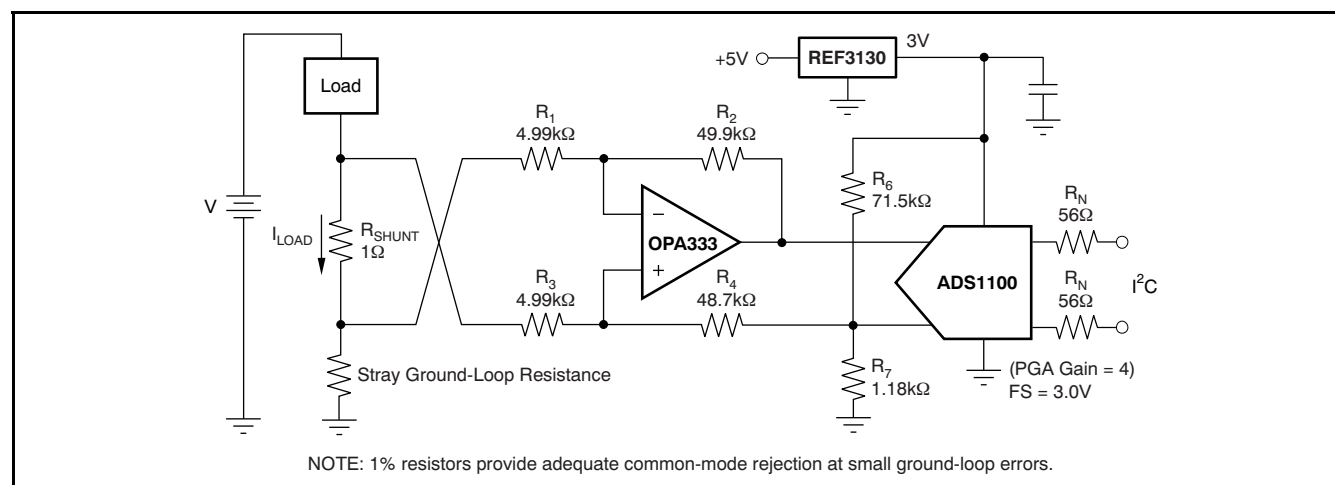 REF3130
3V
+5V
Load
R1
4.99kΩ
R2
49.9kΩ
R6
71.5kΩ
V
ILOAD
RSHUNT
1Ω
−
OPA333
+
RN
56Ω
ADS1100
RN
56Ω
I²C
R3
4.99kΩ
R4
48.7kΩ
Stray Ground-Loop Resistance
R7
1.18kΩ
(PGA Gain = 4)
FS = 3.0V
NOTE: 1% resistors provide adequate common-mode rejection at small ground-loop errors.